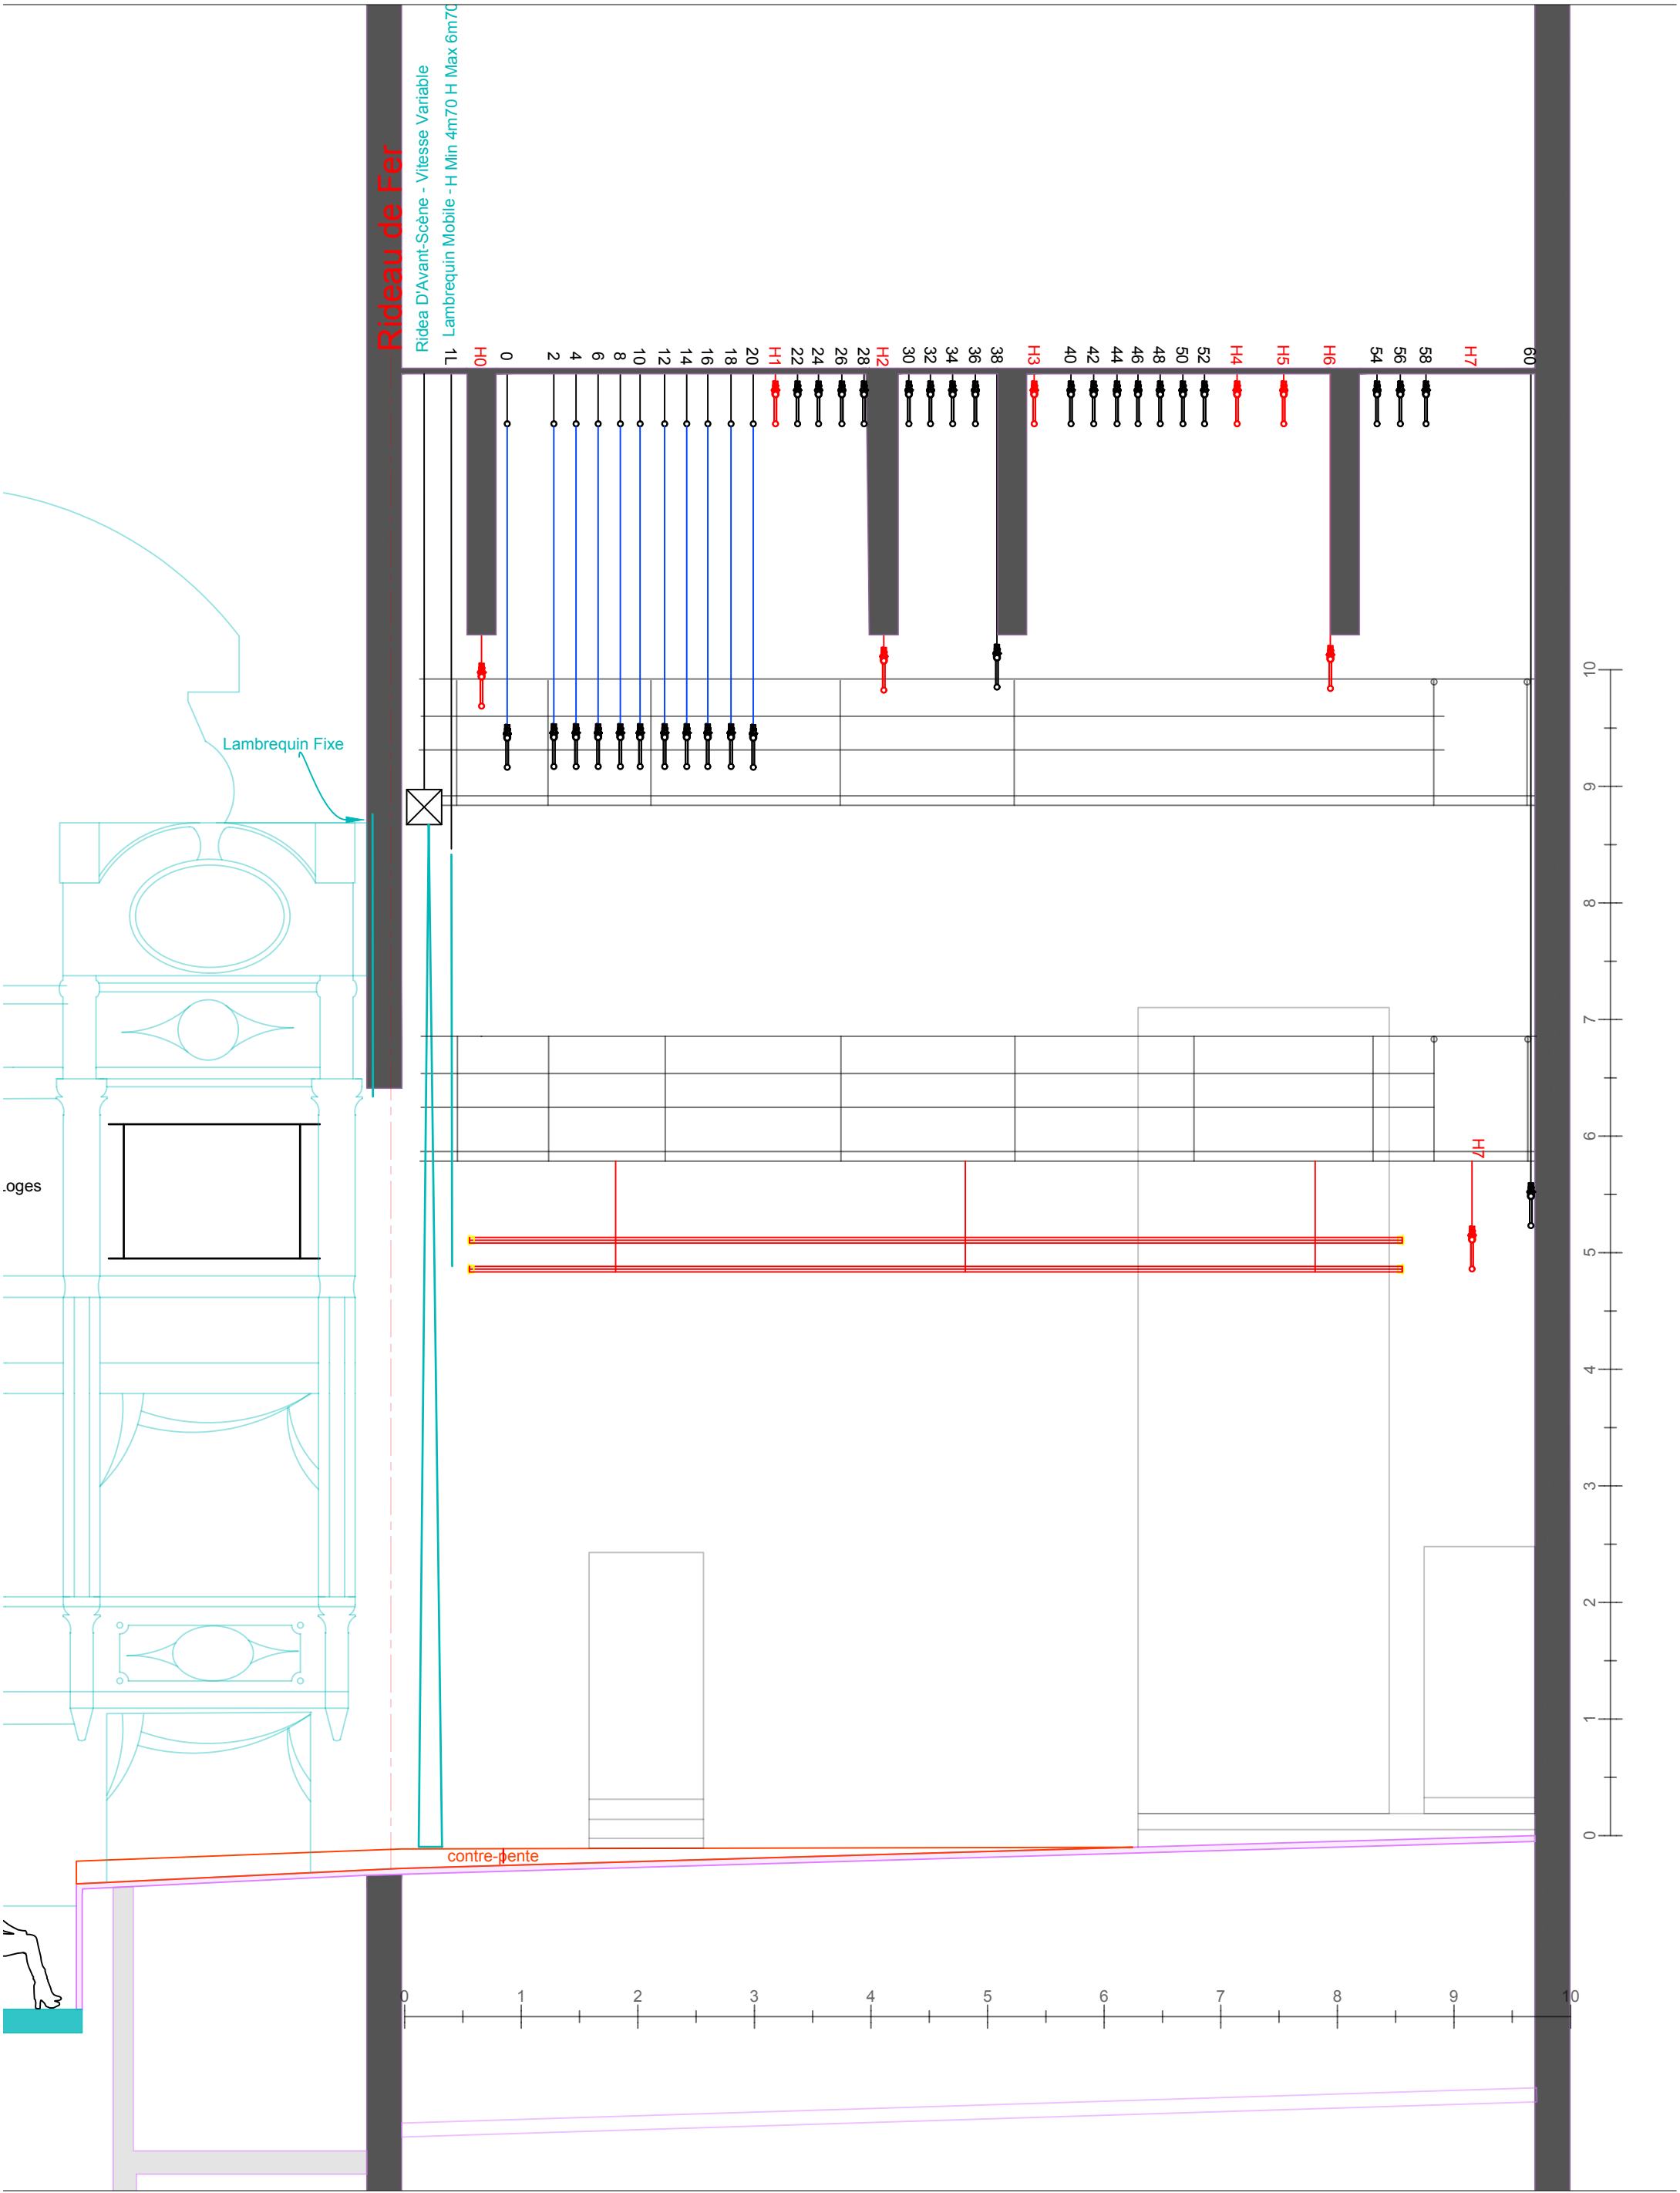 Rideau de Fer
Ridea D'Avant-Scène - Vitesse Variable
Lambrequin Mobile - H Min 4m70 H Max 6m70
1L
H0
0
2
4
6
8
10
12
14
16
18
20
H1
22
24
26
28
H2
30
32
34
36
38
H3
40
42
44
46
48
50
52
H4
H5
H6
54
56
58
H7
60
Lambrequin Fixe
10
9
8
7
6
5
4
3
2
1
0
H7
Loges
contre-pente
0 1 2 3 4 5 6 7 8 9 10